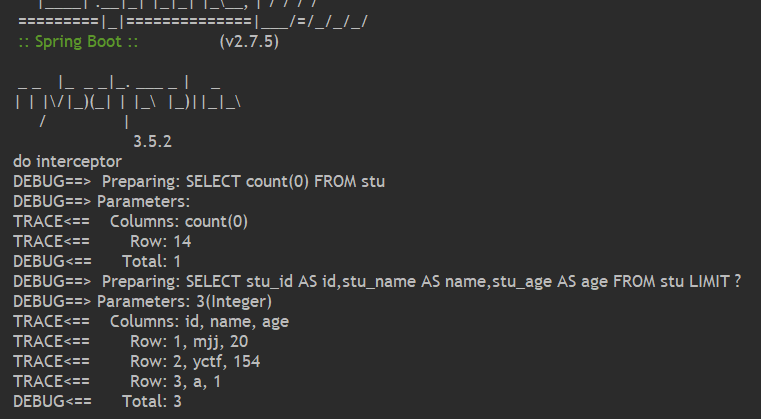 :: Spring Boot :: (v2.7.5)
3.5.2
do interceptor
DEBUG==>  Preparing: SELECT count(0) FROM stu
DEBUG==> Parameters:
TRACE<==    Columns: count(0)
TRACE<==        Row: 14
DEBUG<==      Total: 1
DEBUG==>  Preparing: SELECT stu_id AS id,stu_name AS name,stu_age AS age FROM stu LIMIT ?
DEBUG==> Parameters: 3(Integer)
TRACE<==    Columns: id, name, age
TRACE<==        Row: 1, mjj, 20
TRACE<==        Row: 2, yctf, 154
TRACE<==        Row: 3, a, 1
DEBUG<==      Total: 3